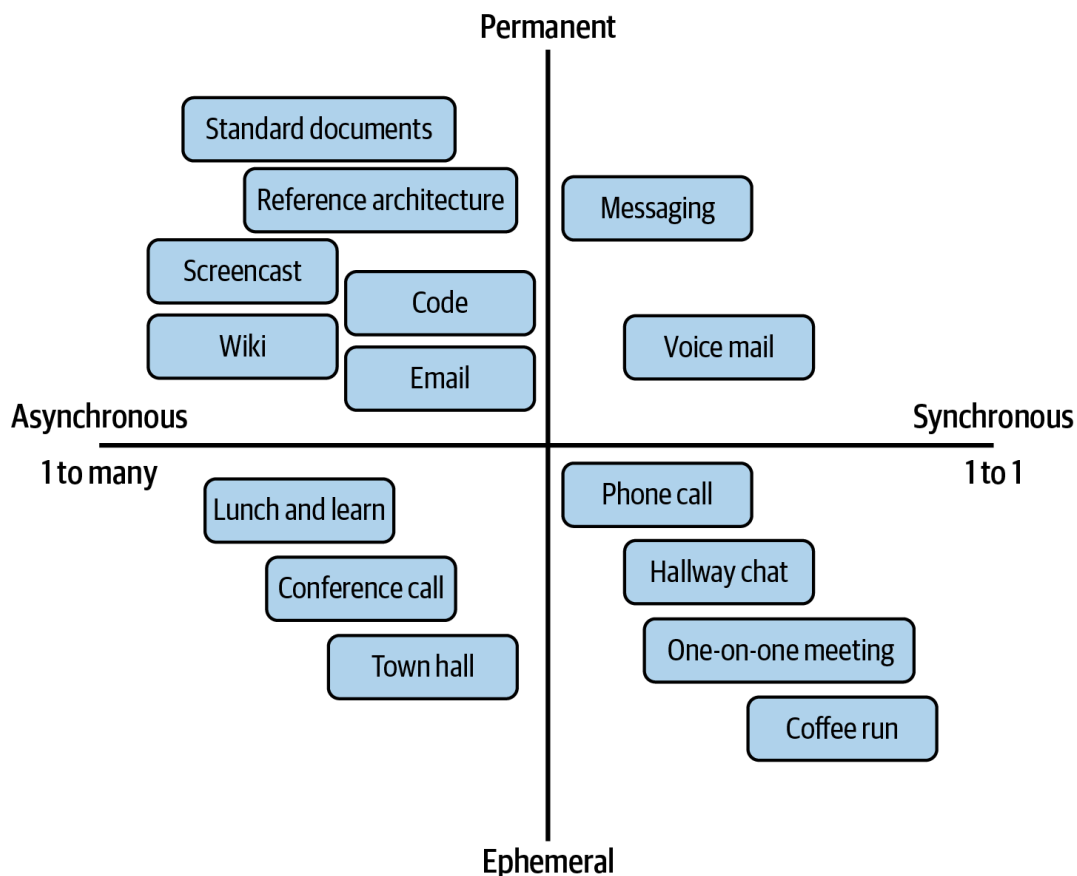 Permanent
Standard documents
Reference architecture
Messaging
Screencast
Code
Wiki
Voice mail
Email
Asynchronous
Synchronous
1 to many
1 to 1
Lunch and learn
Phone call
Conference call
Hallway chat
Town hall
One-on-one meeting
Coffee run
Ephemeral